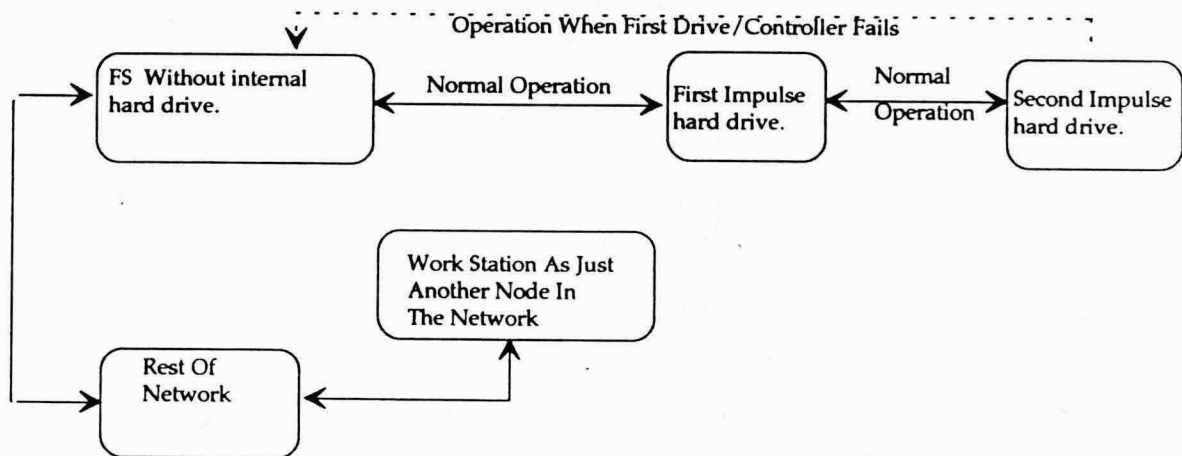 Operation When First Drive/Controller Fails
FS Without internal
hard drive.
Normal Operation
First Impulse
hard drive.
Normal
Operation
Second Impulse
hard drive.
Work Station As Just
Another Node In
The Network
Rest Of
Network